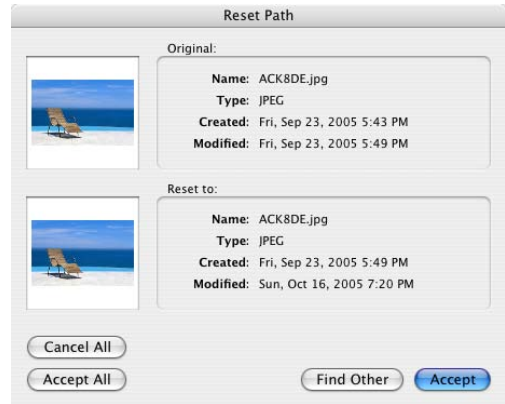 Reset Path
Original:
Name: ACK8DE.jpg
Type: JPEG
Created: Fri, Sep 23, 2005 5:43 PM
Modified: Fri, Sep 23, 2005 5:49 PM
Reset to:
Name: ACK8DE.jpg
Type: JPEG
Created: Fri, Sep 23, 2005 5:49 PM
Modified: Sun, Oct 16, 2005 7:20 PM
Cancel All
Accept All Find Other Accept